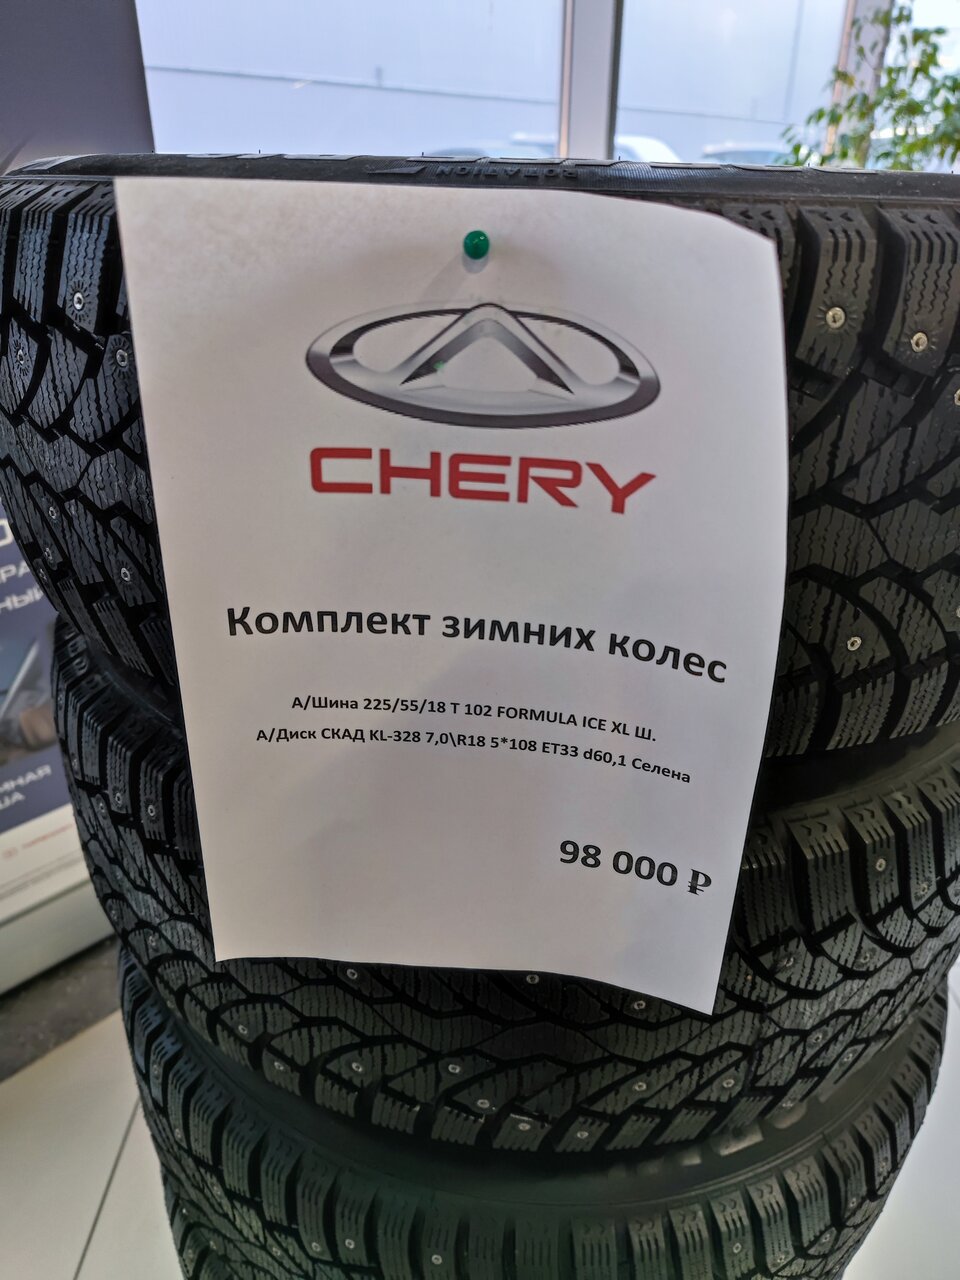 ROTATION
CHERY
Комплект зимних колес
А/Шина 225/55/18 T 102 FORMULA ICE XL Ш.
А/Диск СКАД KL-328 7,0\R18 5*108 ET33 d60,1 Селена
98 000 ₽